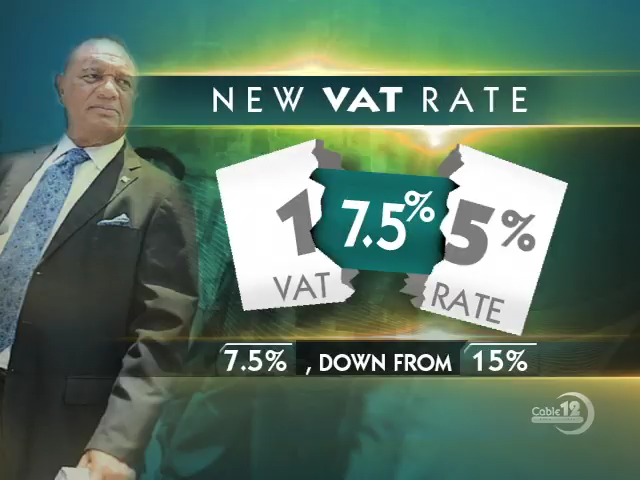 NEW VAT RATE
1 7.5% 5%
VAT RATE
7.5% , DOWN FROM 15%
Cable 12